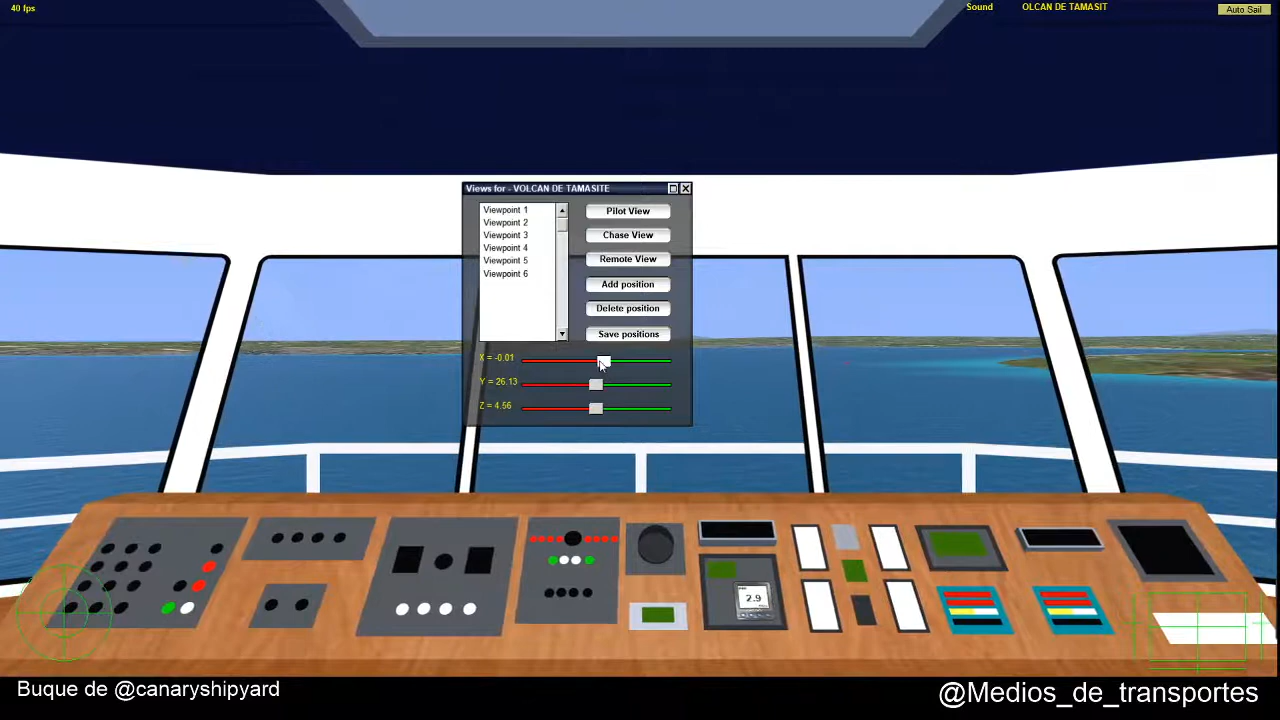 40 fps
Sound
OLCAN DE TAMASIT
Auto Sail
Views for - VOLCAN DE TAMASITE
Viewpoint 1
Viewpoint 2
Viewpoint 3
Viewpoint 4
Viewpoint 5
Viewpoint 6
Pilot View
Chase View
Remote View
Add position
Delete position
Save positions
X = -0.01
Y = 26.13
Z = 4.56
2.9
Buque de @canaryshipyard
@Medios_de_transportes